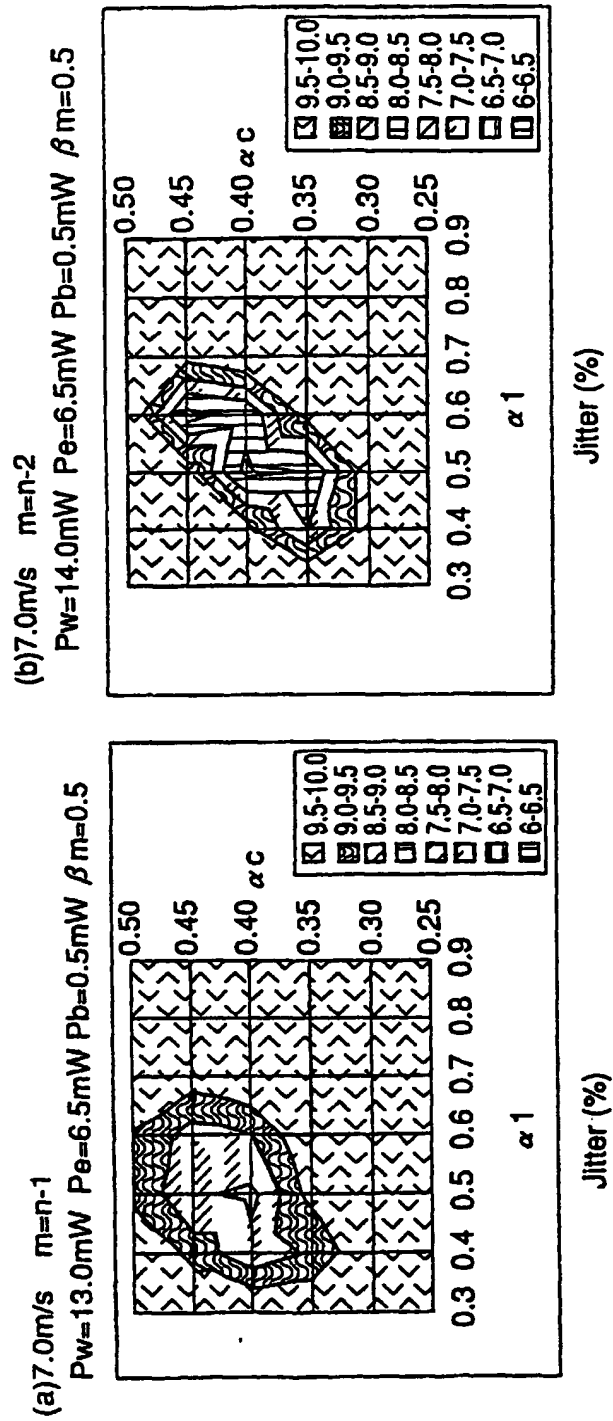 (a)7.0m/s m=n-1
Pw=13.0mW Pe=6.5mW Pb=0.5mW βm=0.5
0.50
0.45
0.40
0.35
0.30
0.25
αc
0.3 0.4 0.5 0.6 0.7 0.8 0.9
α1
9.5-10.0
9.0-9.5
8.5-9.0
8.0-8.5
7.5-8.0
7.0-7.5
6.5-7.0
6-6.5
Jitter (%)
(b)7.0m/s m=n-2
Pw=14.0mW Pe=6.5mW Pb=0.5mW βm=0.5
0.50
0.45
0.40
0.35
0.30
0.25
αc
0.3 0.4 0.5 0.6 0.7 0.8 0.9
α1
9.5-10.0
9.0-9.5
8.5-9.0
8.0-8.5
7.5-8.0
7.0-7.5
6.5-7.0
6-6.5
Jitter (%)